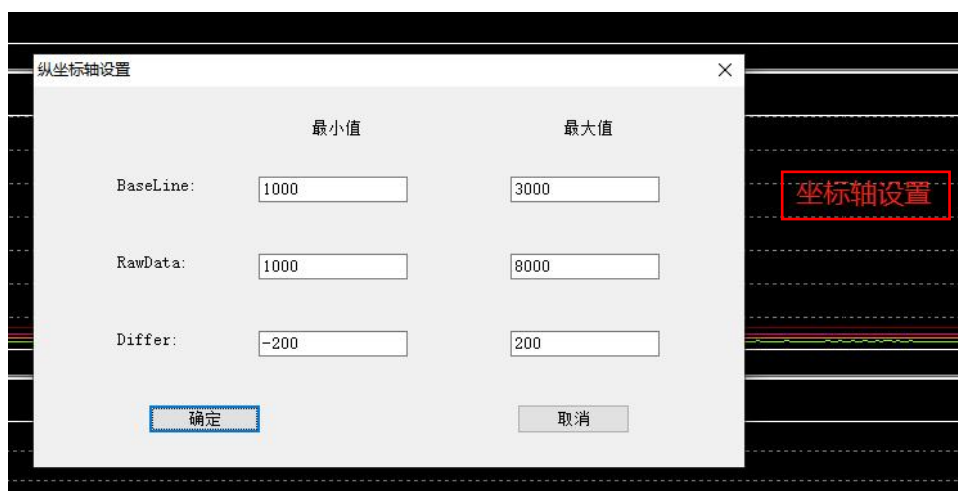 纵坐标轴设置
最小值 最大值
BaseLine: 1000 3000
坐标轴设置
RawData: 1000 8000
Differ: -200 200
确定 取消